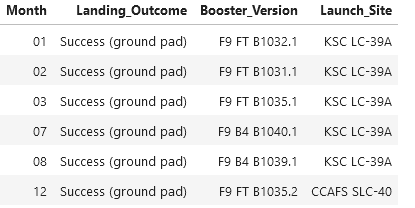 Month Landing_Outcome Booster_Version Launch_Site
01 Success (ground pad) F9 FT B1032.1 KSC LC-39A
02 Success (ground pad) F9 FT B1031.1 KSC LC-39A
03 Success (ground pad) F9 FT B1035.1 KSC LC-39A
07 Success (ground pad) F9 B4 B1040.1 KSC LC-39A
08 Success (ground pad) F9 B4 B1039.1 KSC LC-39A
12 Success (ground pad) F9 FT B1035.2 CCAFS SLC-40